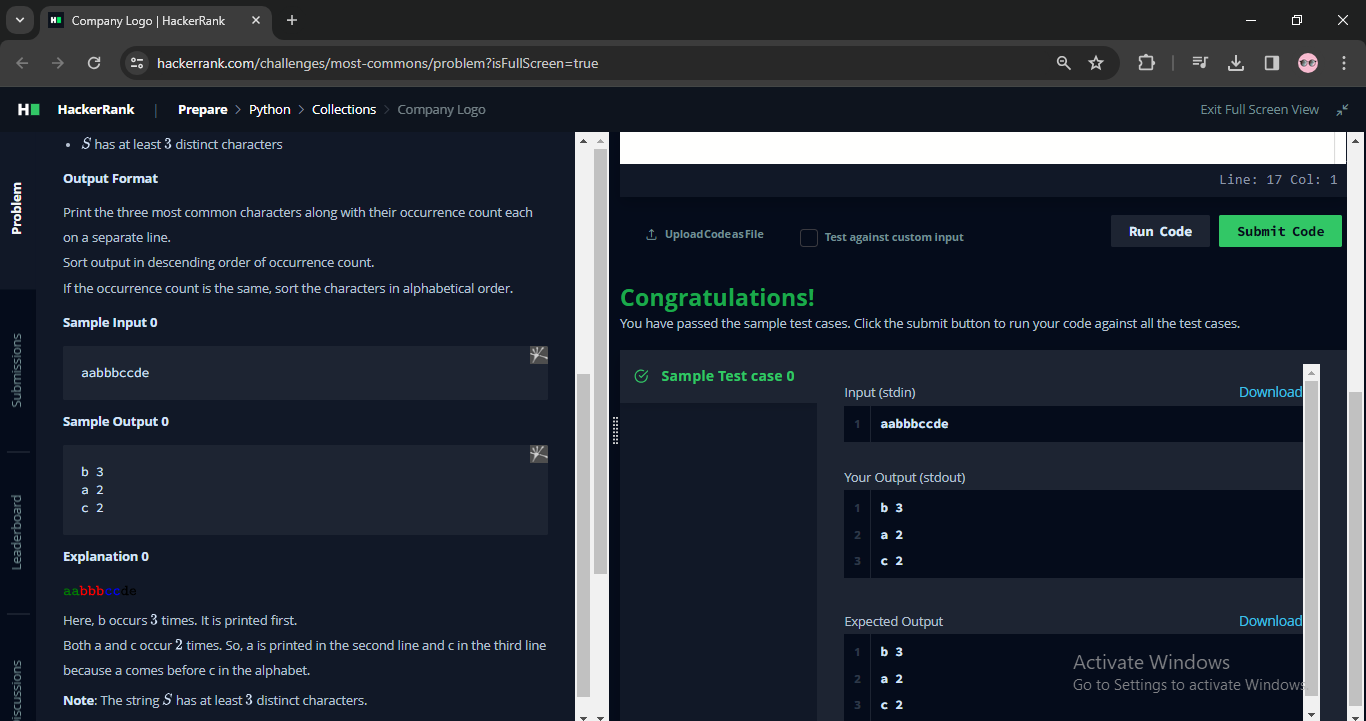 Company Logo | HackerRank
hackerrank.com/challenges/most-commons/problem?isFullScreen=true
HackerRank | Prepare > Python > Collections > Company Logo
Exit Full Screen View
Problem
Submissions
Leaderboard
S has at least 3 distinct characters
Output Format
Print the three most common characters along with their occurrence count each
on a separate line.
Sort output in descending order of occurrence count.
If the occurrence count is the same, sort the characters in alphabetical order.
Sample Input 0
aabbbccde
Sample Output 0
b 3
a 2
c 2
Explanation 0
aabbbccde
Here, b occurs 3 times. It is printed first.
Both a and c occur 2 times. So, a is printed in the second line and c in the third line
because a comes before c in the alphabet.
Note: The string S has at least 3 distinct characters.
Line: 17 Col: 1
Upload Code as File
Test against custom input
Run Code
Submit Code
Congratulations!
You have passed the sample test cases. Click the submit button to run your code against all the test cases.
Sample Test case 0
Input (stdin)
Download
1 aabbbccde
Your Output (stdout)
1 b 3
2 a 2
3 c 2
Expected Output
Download
1 b 3
2 a 2
3 c 2
Activate Windows
Go to Settings to activate Windows